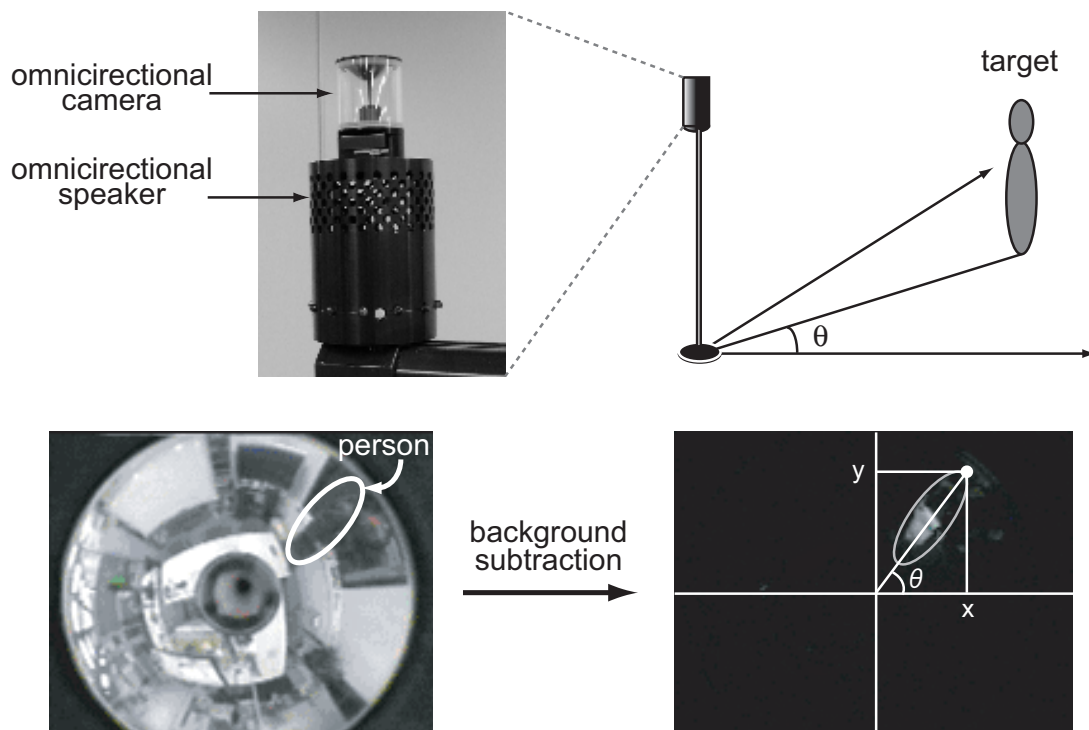 omnicirectional
camera
omnicirectional
speaker
target
θ
person
background
subtraction
y
θ
x